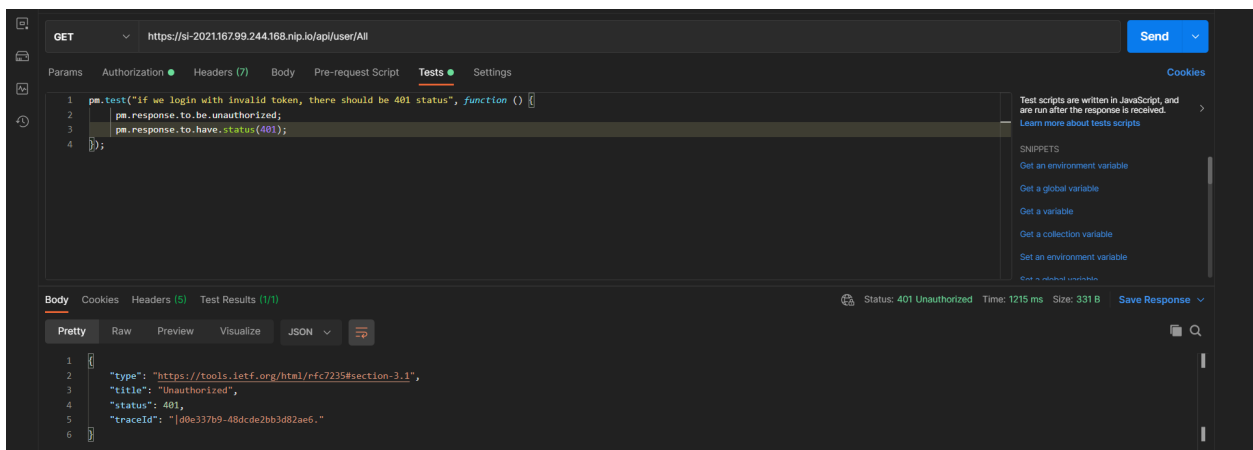 GET https://si-2021.167.99.244.168.nip.io/api/user/All Send
Params Authorization Headers (7) Body Pre-request Script Tests Settings Cookies
1 pm.test("if we login with invalid token, there should be 401 status", function () {
2 pm.response.to.be.unauthorized;
3 pm.response.to.have.status(401);
4 });
Test scripts are written in JavaScript, and
are run after the response is received.
Learn more about tests scripts
SNIPPETS
Get an environment variable
Get a global variable
Get a variable
Get a collection variable
Set an environment variable
Set a global variable
Body Cookies Headers (5) Test Results (1/1) Status: 401 Unauthorized Time: 1215 ms Size: 331 B Save Response
Pretty Raw Preview Visualize JSON
1 {
2 "type": "https://tools.ietf.org/html/rfc7235#section-3.1",
3 "title": "Unauthorized",
4 "status": 401,
5 "traceId": "|d0e337b9-48dcde2bb3d82ae6."
6 }